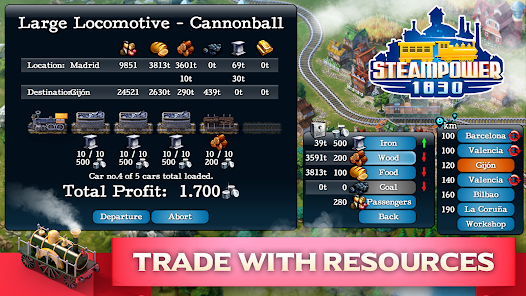 Large Locomotive - Cannonball
Location: Madrid 9851 3813t 3601t 0t 69t 0t
10t 30t
Destination: Gijón 24521 2630t 290t 439t 0t 0t
10 / 10 10 / 10 10 / 10 10 / 10
500 500 500 200
Car no.4 of 5 cars total loaded.
Total Profit: 1.700
Departure Abort
STEAMPOWER
1830
km
39t 500 Iron
3591t 200 Wood
3813t 100 Food
0t 0 Goal
280 Passengers
Back
100 Barcelona
100 Valencia
120 Gijón
140 Valencia
160 Bilbao
190 La Coruña
Workshop
TRADE WITH RESOURCES